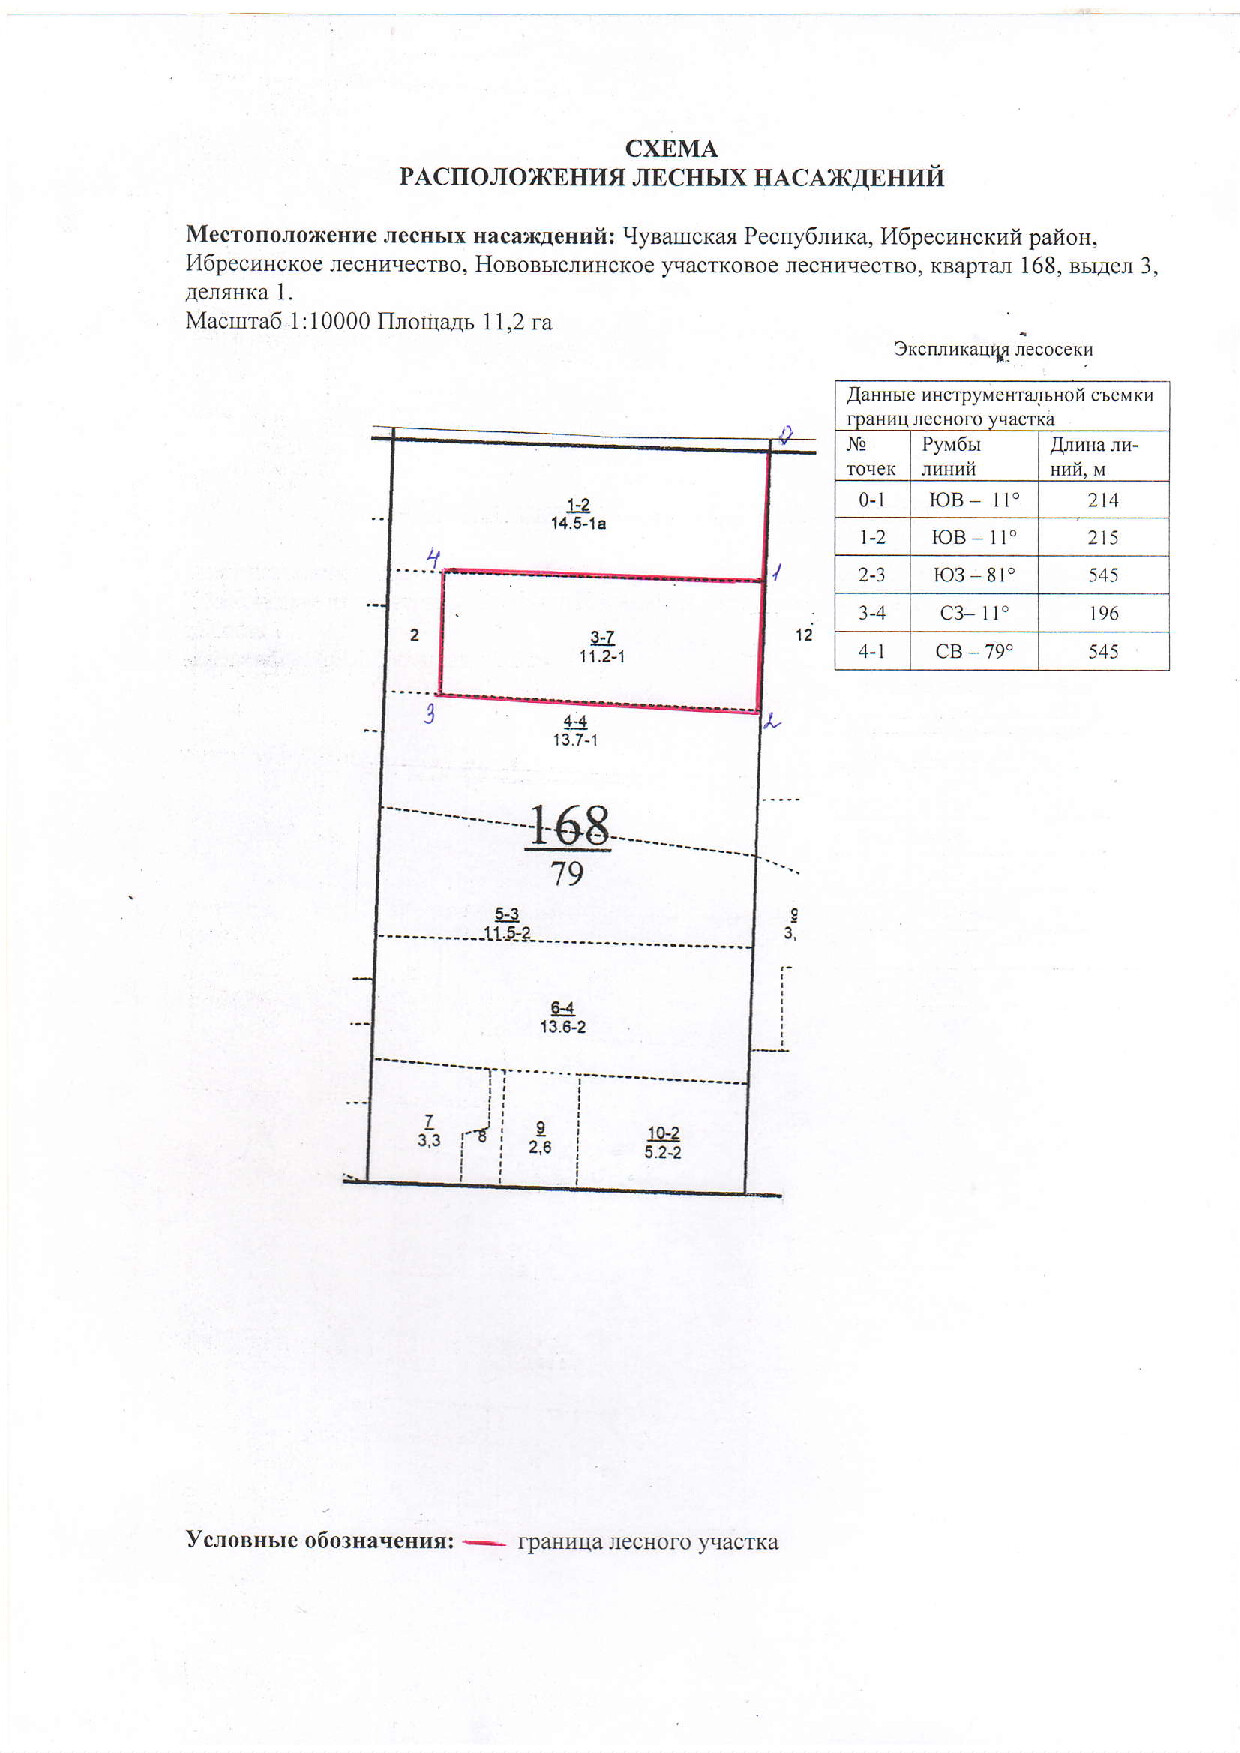 СХЕМА
РАСПОЛОЖЕНИЯ ЛЕСНЫХ НАСАЖДЕНИЙ
Местоположение лесных насаждений: Чувашская Республика, Ибресинский район,
Ибресинское лесничество, Нововыслинское участковое лесничество, квартал 168, выдел 3,
делянка 1.
Масштаб 1:10000 Площадь 11,2 га
Экспликация лесосеки
Данные инструментальной съемки
границ лесного участка
№ точек Румбы линий Длина линий, м
0-1 ЮВ – 11° 214
1-2 ЮВ – 11° 215
2-3 ЮЗ – 81° 545
3-4 СЗ– 11° 196
4-1 СВ – 79° 545
0
1-2
14.5-1а
4
1
2
3-7
11.2-1
12
3
2
4-4
13.7-1
168
79
5-3
11.5-2
9
3,
6-4
13.6-2
7
3,3
8
9
2,6
10-2
5.2-2
Условные обозначения: граница лесного участка